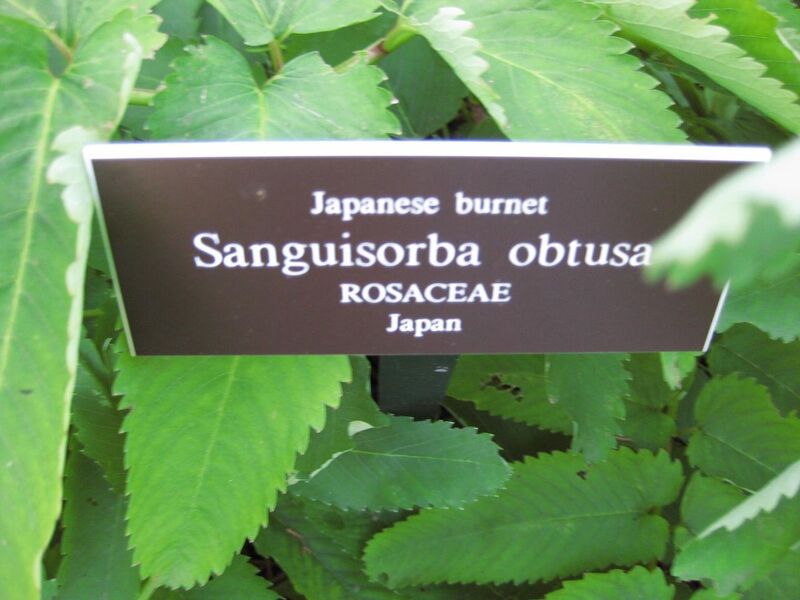 Japanese burnet
Sanguisorba obtusa
ROSACEAE
Japan